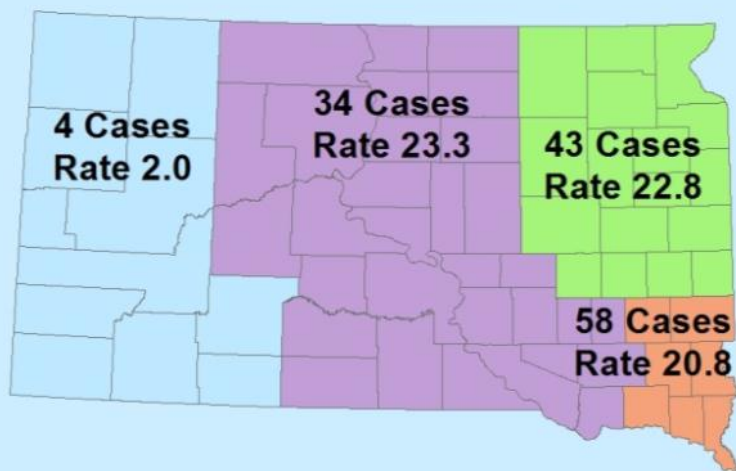 4 Cases
Rate 2.0
34 Cases
Rate 23.3
43 Cases
Rate 22.8
58 Cases
Rate 20.8